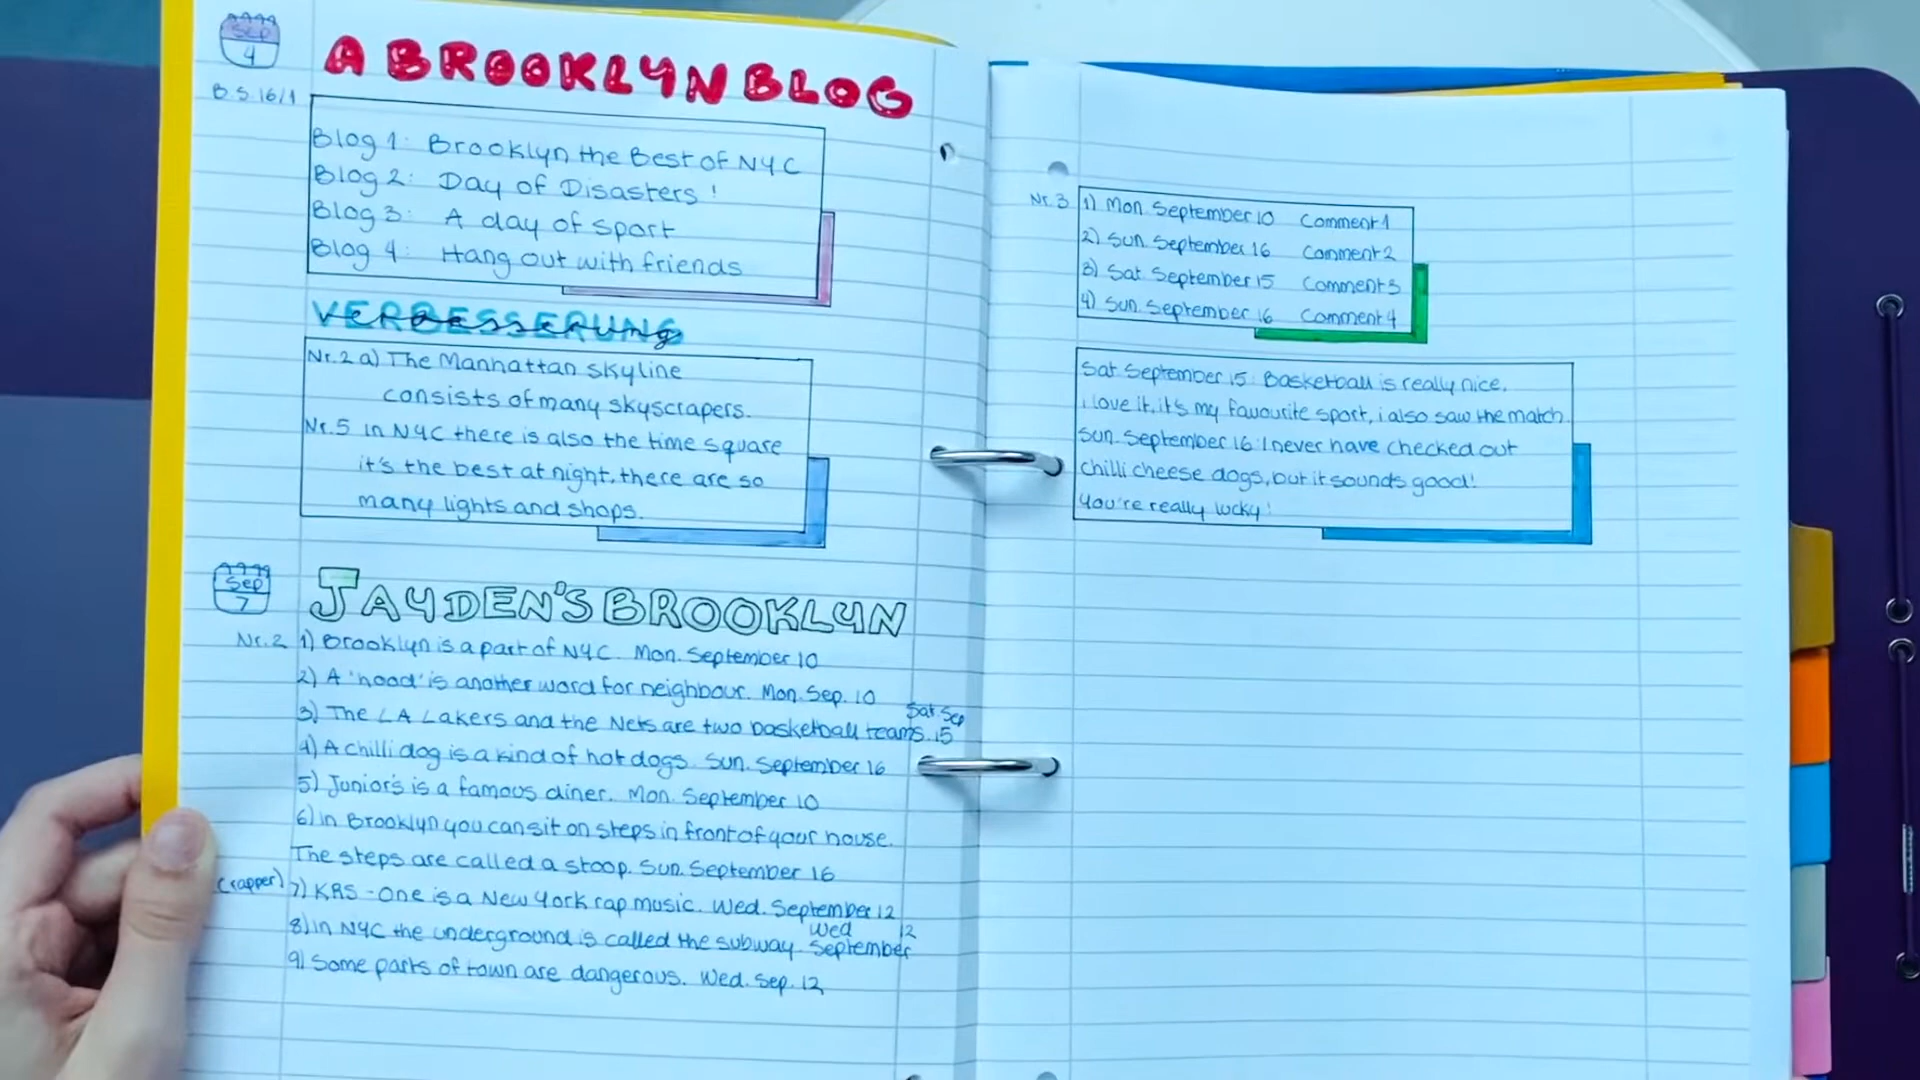 Sep
4
A BROOKLYN BLOG
B.S.16/1
Blog 1: Brooklyn the Best of NYC
Blog 2: Day of Disasters!
Blog 3: A day of sport
Blog 4: Hang out with friends
VERBESSERUNG
Verbesserung
Nr.2 a) The Manhattan skyline
consists of many skyscrapers.
Nr.5 in NYC there is also the time square
it's the best at night, there are so
many lights and shops.
Sep
7
JAYDEN'S BROOKLYN
Nr.2 1) Brooklyn is a part of NYC. Mon. September 10
2) A 'hood' is another word for neighbour. Mon. Sep. 10
3) The LA Lakers and the Nets are two basketball teams. Sat Sep 15
4) A chilli dog is a kind of hot dogs. Sun. September 16
5) Junior's is a famous diner. Mon. September 10
6) in Brooklyn you can sit on steps in front of your house.
The steps are called a stoop. Sun. September 16
(rapper) 7) KRS-One is a New York rap music. Wed. September 12
8) in NYC the underground is called the subway. Wed September 12
9) Some parts of town are dangerous. Wed. Sep. 12
Nr.3 1) Mon. September 10 Comment 1
2) Sun. September 16 Comment 2
3) Sat. September 15 Comment 3
4) Sun. September 16 Comment 4
Sat. September 15: Basketball is really nice.
i love it, it's my favourite sport, i also saw the match.
Sun. September 16: I never have checked out
chilli cheese dogs, but it sounds good!
You're really lucky!